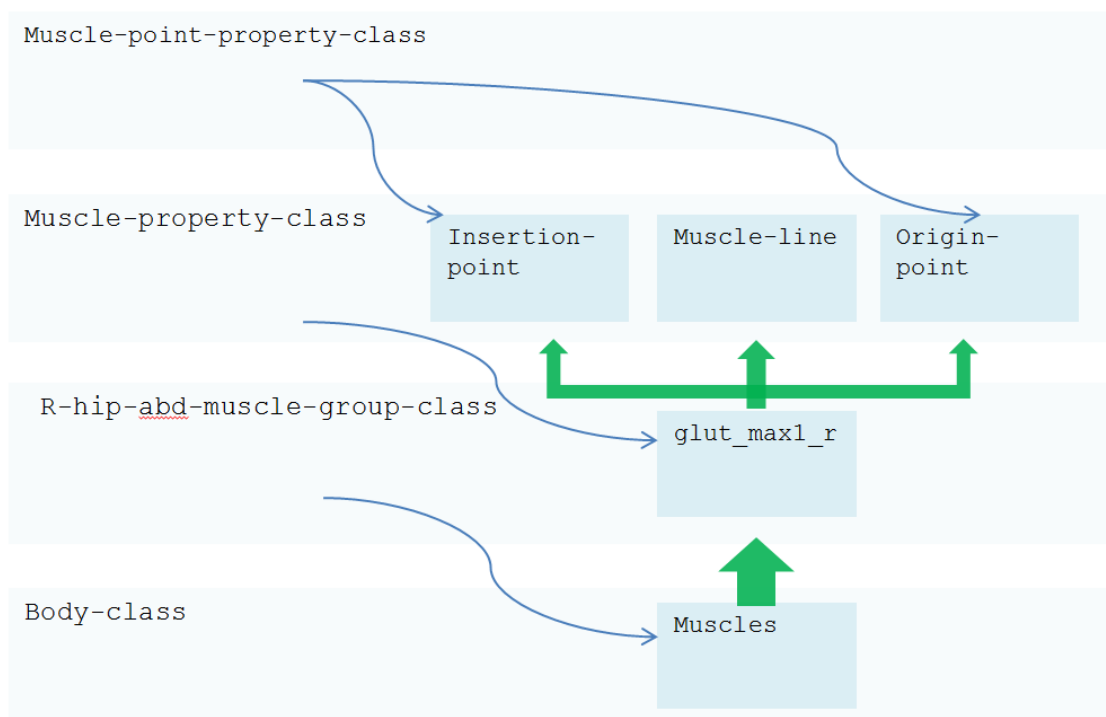 Muscle-point-property-class
Muscle-property-class
Insertion-
point
Muscle-line
Origin-
point
R-hip-abd-muscle-group-class
glut_max1_r
Body-class
Muscles